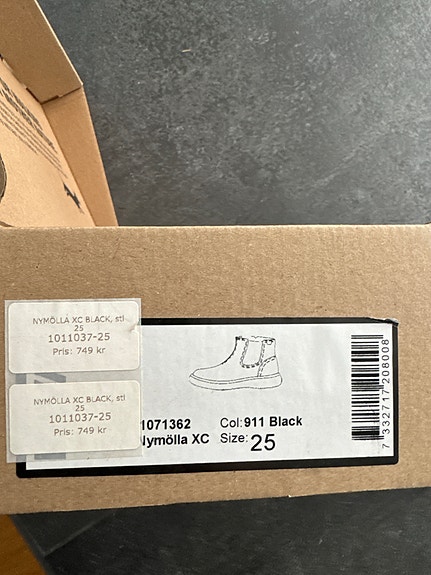 NYMÖLLA XC BLACK, stl
25
1011037-25
Pris: 749 kr
NYMÖLLA XC BLACK, stl
25
1011037-25
Pris: 749 kr
1071362 Col: 911 Black
Nymölla XC Size: 25
7 332717 208008